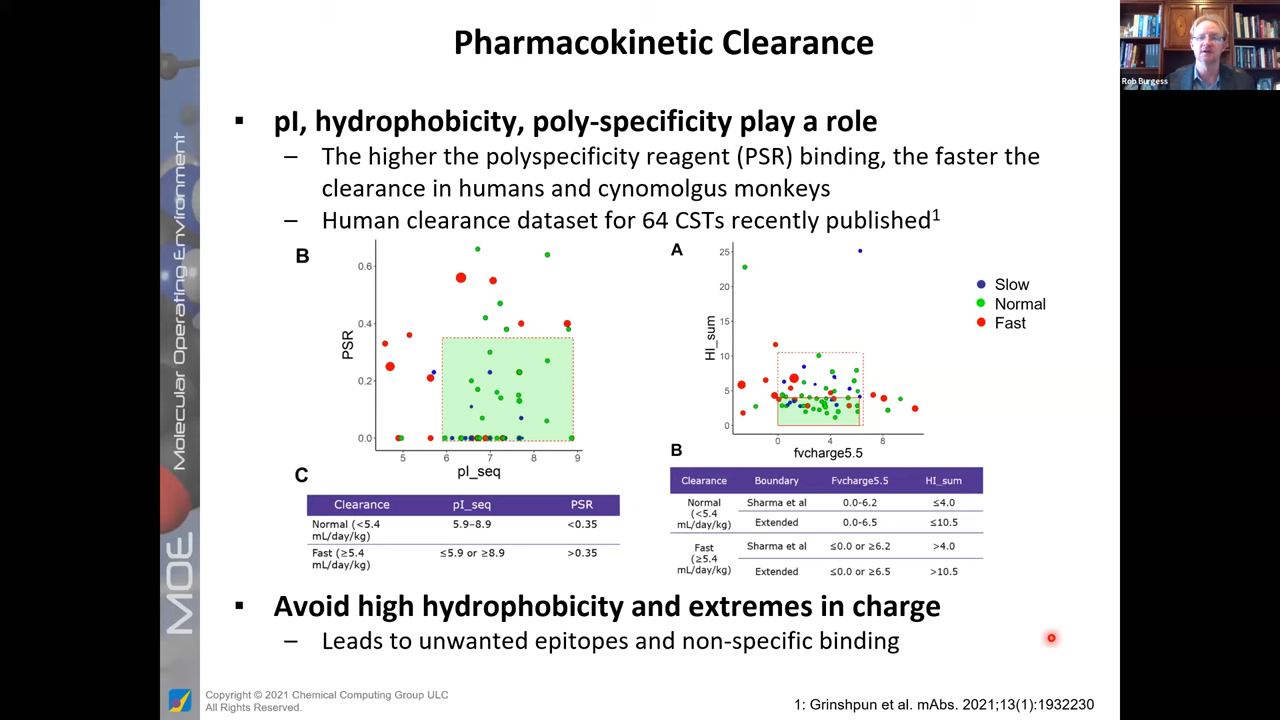 Pharmacokinetic Clearance
Rob Burgess
▪ pI, hydrophobicity, poly-specificity play a role
– The higher the polyspecificity reagent (PSR) binding, the faster the
clearance in humans and cynomolgus monkeys
– Human clearance dataset for 64 CSTs recently published1
B
PSR
0.6
0.4
0.2
0.0
5 6 7 8 9
pI_seq
A
HI_sum
25
20
15
10
5
0
0 4 8
fvcharge5.5
Slow
Normal
Fast
C
Clearance pI_seq PSR
Normal (<5.4 mL/day/kg) 5.9–8.9 <0.35
Fast (≥5.4 mL/day/kg) ≤5.9 or ≥8.9 >0.35
B
Clearance Boundary Fvcharge5.5 HI_sum
Normal (<5.4 mL/day/kg) Sharma et al 0.0-6.2 ≤4.0
Extended 0.0-6.5 ≤10.5
Fast (≥5.4 mL/day/kg) Sharma et al ≤0.0 or ≥6.2 >4.0
Extended ≤0.0 or ≥6.5 >10.5
▪ Avoid high hydrophobicity and extremes in charge
– Leads to unwanted epitopes and non-specific binding
MOE Molecular Operating Environment
Copyright © 2021 Chemical Computing Group ULC
All Rights Reserved.
1: Grinshpun et al. mAbs. 2021;13(1):1932230